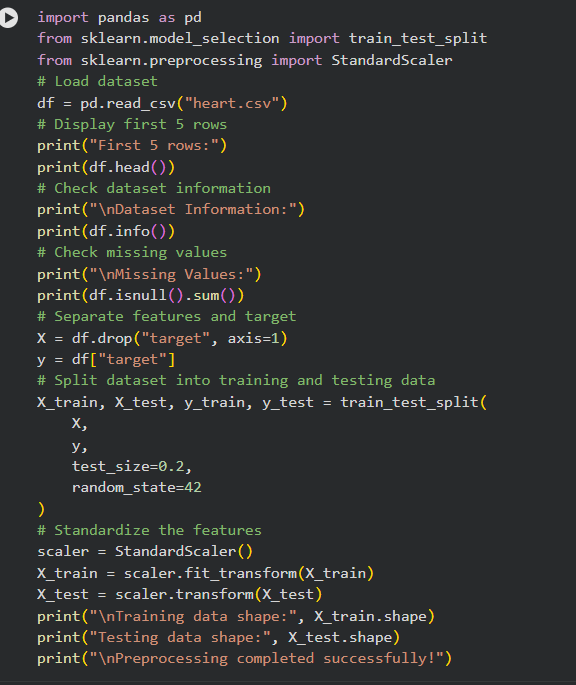 import pandas as pd
from sklearn.model_selection import train_test_split
from sklearn.preprocessing import StandardScaler
# Load dataset
df = pd.read_csv("heart.csv")
# Display first 5 rows
print("First 5 rows:")
print(df.head())
# Check dataset information
print("\nDataset Information:")
print(df.info())
# Check missing values
print("\nMissing Values:")
print(df.isnull().sum())
# Separate features and target
X = df.drop("target", axis=1)
y = df["target"]
# Split dataset into training and testing data
X_train, X_test, y_train, y_test = train_test_split(
    X,
    y,
    test_size=0.2,
    random_state=42
)
# Standardize the features
scaler = StandardScaler()
X_train = scaler.fit_transform(X_train)
X_test = scaler.transform(X_test)
print("\nTraining data shape:", X_train.shape)
print("Testing data shape:", X_test.shape)
print("\nPreprocessing completed successfully!")